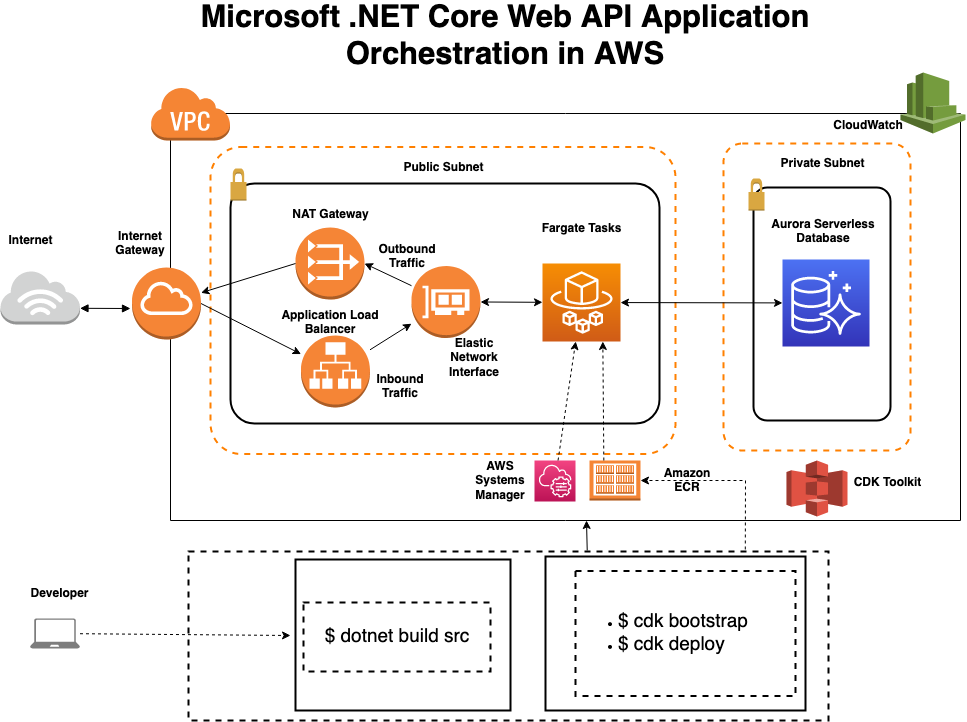 Microsoft .NET Core Web API Application
Orchestration in AWS
VPC
CloudWatch
Public Subnet
Private Subnet
NAT Gateway
Fargate Tasks
Aurora Serverless
Database
Internet
Internet
Gateway
Outbound
Traffic
Application Load
Balancer
Elastic
Network
Interface
Inbound
Traffic
AWS
Systems
Manager
Amazon
ECR
CDK Toolkit
Developer
$ dotnet build src
• $ cdk bootstrap
• $ cdk deploy